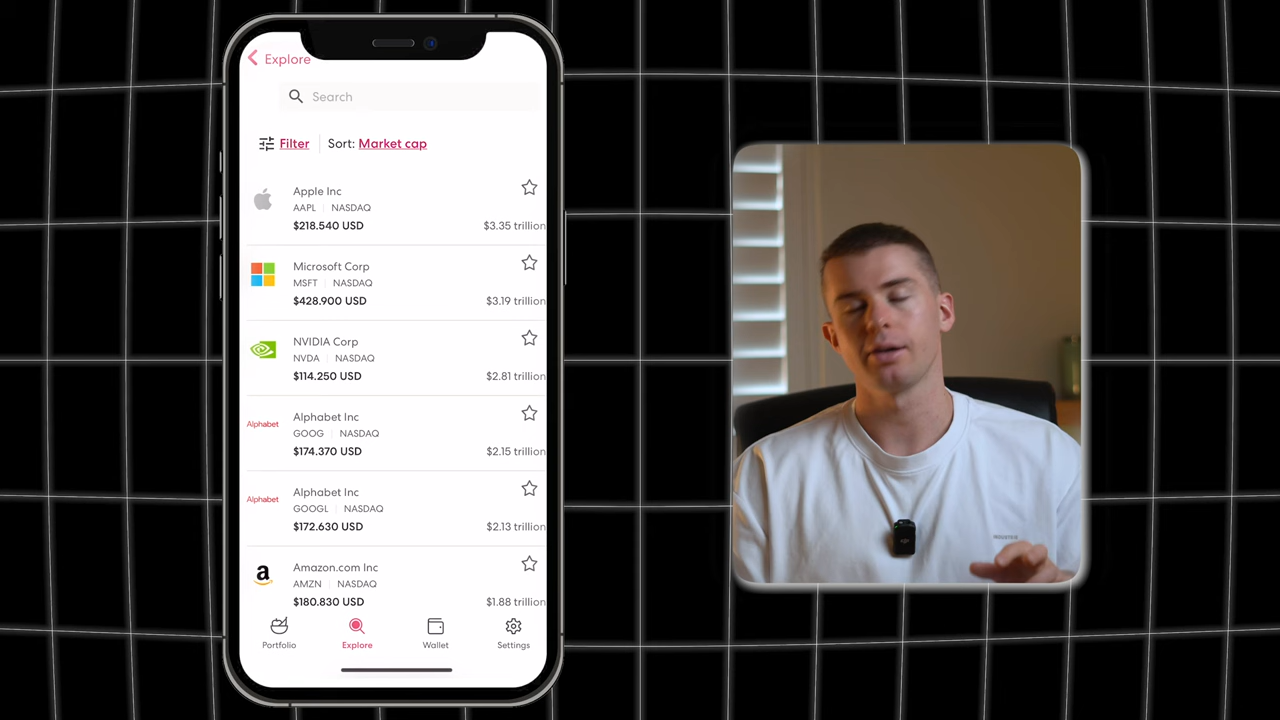 Explore
Search
Filter
Sort: Market cap
Apple Inc
AAPL NASDAQ
$218.540 USD
$3.35 trillion
Microsoft Corp
MSFT NASDAQ
$428.900 USD
$3.19 trillion
NVIDIA Corp
NVDA NASDAQ
$114.250 USD
$2.81 trillion
Alphabet
Alphabet Inc
GOOG NASDAQ
$174.370 USD
$2.15 trillion
Alphabet
Alphabet Inc
GOOGL NASDAQ
$172.630 USD
$2.13 trillion
a
Amazon.com Inc
AMZN NASDAQ
$180.830 USD
$1.88 trillion
Portfolio
Explore
Wallet
Settings
dji